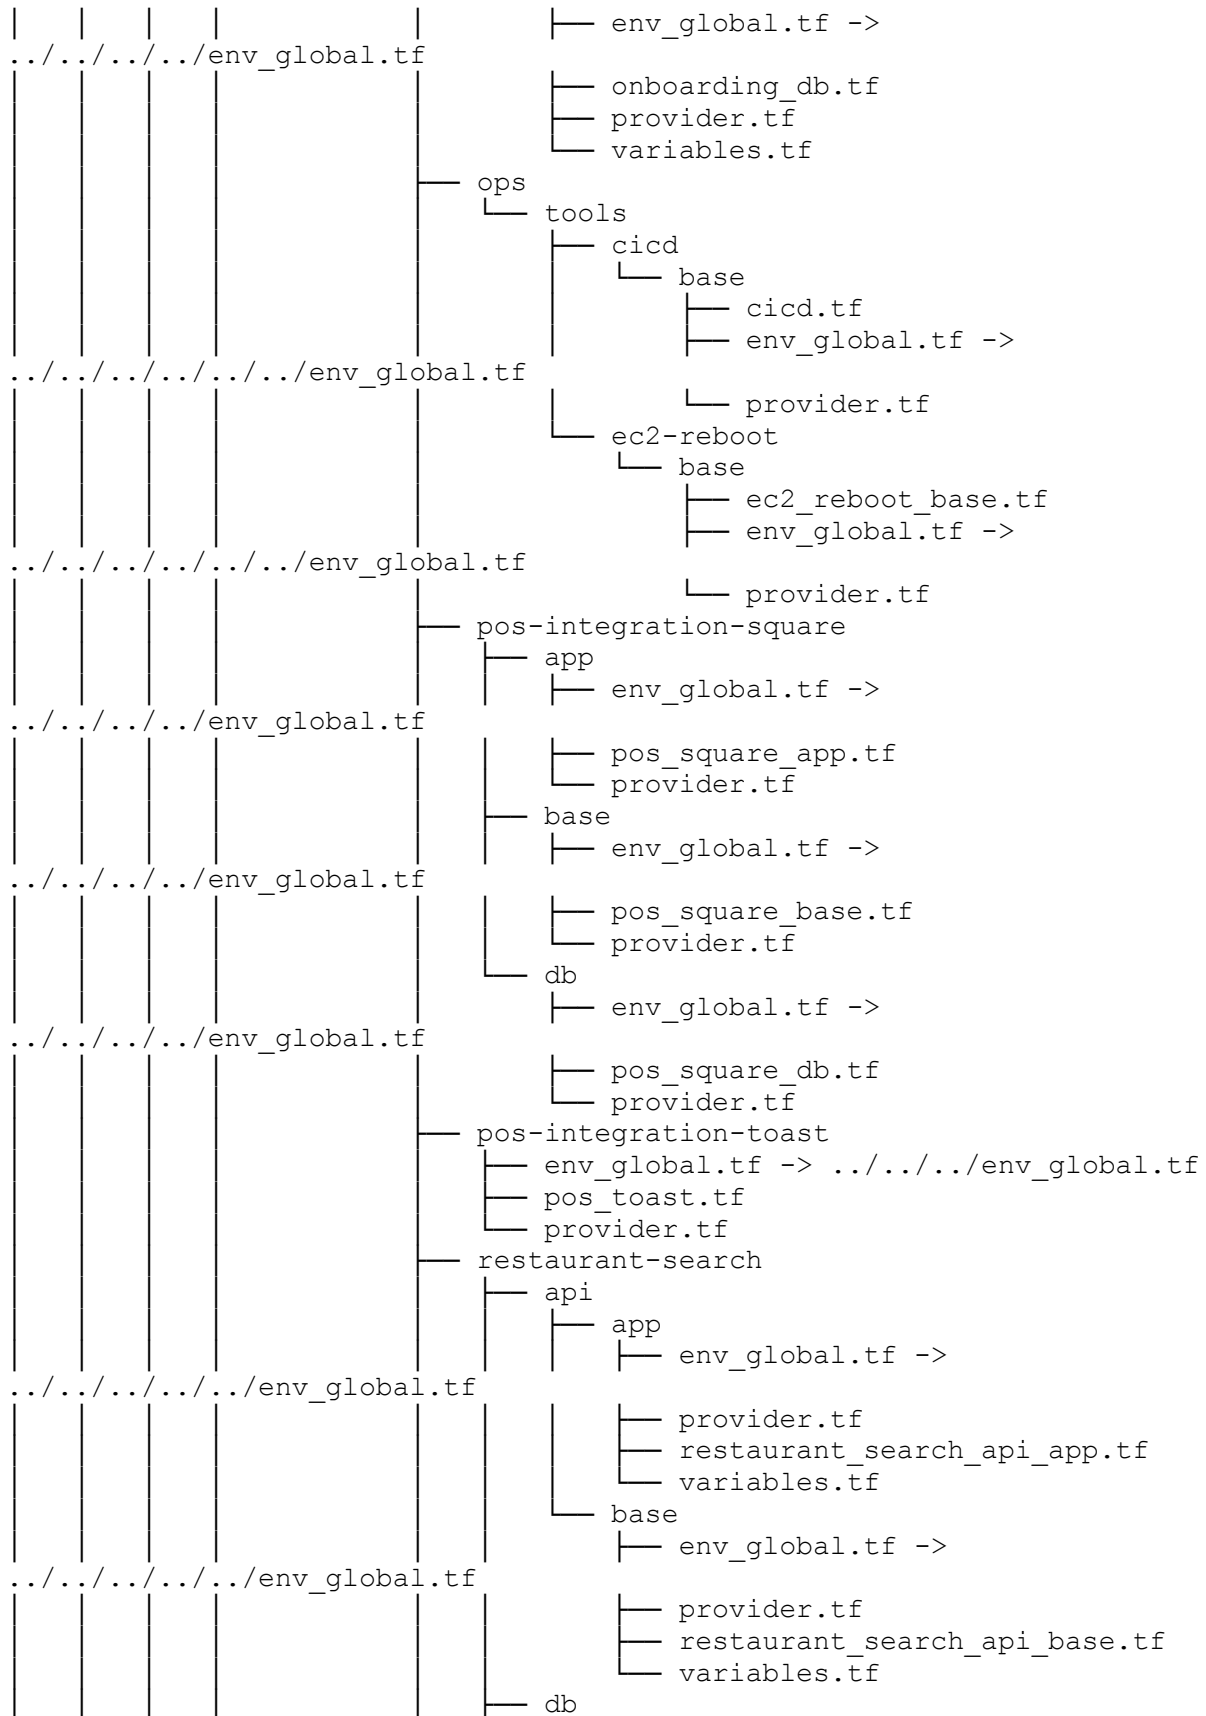 │   │   │   │           │       ├── env_global.tf ->
../../../../env_global.tf
│   │   │   │           │       ├── onboarding_db.tf
│   │   │   │           │       ├── provider.tf
│   │   │   │           │       └── variables.tf
│   │   │   │           ├── ops
│   │   │   │           │   └── tools
│   │   │   │           │       ├── cicd
│   │   │   │           │       │   └── base
│   │   │   │           │       │       ├── cicd.tf
│   │   │   │           │       │       ├── env_global.tf ->
../../../../../../env_global.tf
│   │   │   │           │       │       └── provider.tf
│   │   │   │           │       └── ec2-reboot
│   │   │   │           │           └── base
│   │   │   │           │               ├── ec2_reboot_base.tf
│   │   │   │           │               ├── env_global.tf ->
../../../../../../env_global.tf
│   │   │   │           │               └── provider.tf
│   │   │   │           ├── pos-integration-square
│   │   │   │           │   ├── app
│   │   │   │           │   │   ├── env_global.tf ->
../../../../env_global.tf
│   │   │   │           │   │   ├── pos_square_app.tf
│   │   │   │           │   │   └── provider.tf
│   │   │   │           │   ├── base
│   │   │   │           │   │   ├── env_global.tf ->
../../../../env_global.tf
│   │   │   │           │   │   ├── pos_square_base.tf
│   │   │   │           │   │   └── provider.tf
│   │   │   │           │   └── db
│   │   │   │           │       ├── env_global.tf ->
../../../../env_global.tf
│   │   │   │           │       ├── pos_square_db.tf
│   │   │   │           │       └── provider.tf
│   │   │   │           ├── pos-integration-toast
│   │   │   │           │   ├── env_global.tf -> ../../../env_global.tf
│   │   │   │           │   ├── pos_toast.tf
│   │   │   │           │   └── provider.tf
│   │   │   │           ├── restaurant-search
│   │   │   │           │   ├── api
│   │   │   │           │   │   ├── app
│   │   │   │           │   │   │   ├── env_global.tf ->
../../../../../env_global.tf
│   │   │   │           │   │   │   ├── provider.tf
│   │   │   │           │   │   │   ├── restaurant_search_api_app.tf
│   │   │   │           │   │   │   └── variables.tf
│   │   │   │           │   │   └── base
│   │   │   │           │   │       ├── env_global.tf ->
../../../../../env_global.tf
│   │   │   │           │   │       ├── provider.tf
│   │   │   │           │   │       ├── restaurant_search_api_base.tf
│   │   │   │           │   │       └── variables.tf
│   │   │   │           │   ├── db